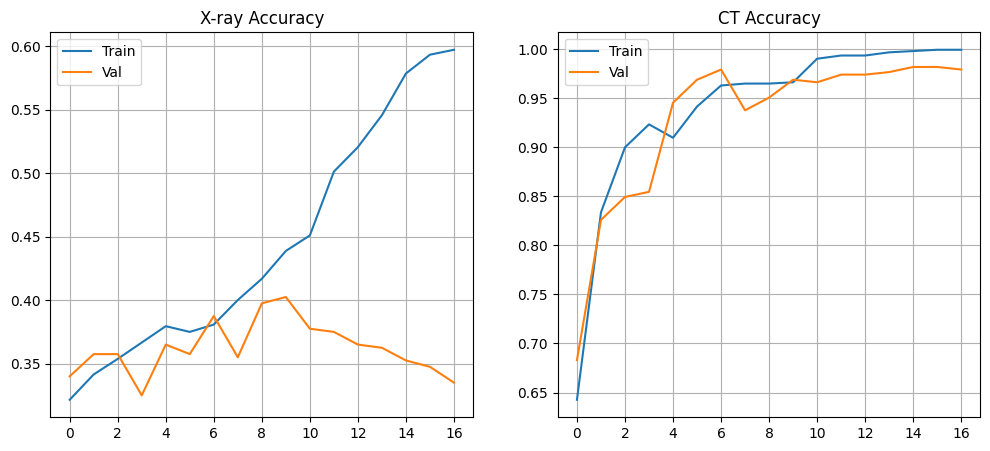 X-ray Accuracy
Train
Val
0.60
0.55
0.50
0.45
0.40
0.35
0 2 4 6 8 10 12 14 16
CT Accuracy
Train
Val
1.00
0.95
0.90
0.85
0.80
0.75
0.70
0.65
0 2 4 6 8 10 12 14 16